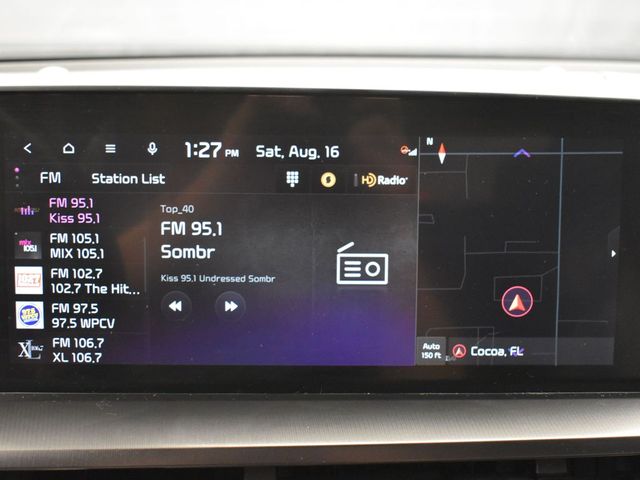 1:27 PM
Sat, Aug. 16
N
FM
Station List
HD Radio
FM 95.1
Kiss 95.1
FM 105.1
MIX 105.1
FM 102.7
102.7 The Hit...
FM 97.5
97.5 WPCV
FM 106.7
XL 106.7
Top_40
FM 95.1
Sombr
Kiss 95.1 Undressed Sombr
Auto
150 ft
Cocoa, FL